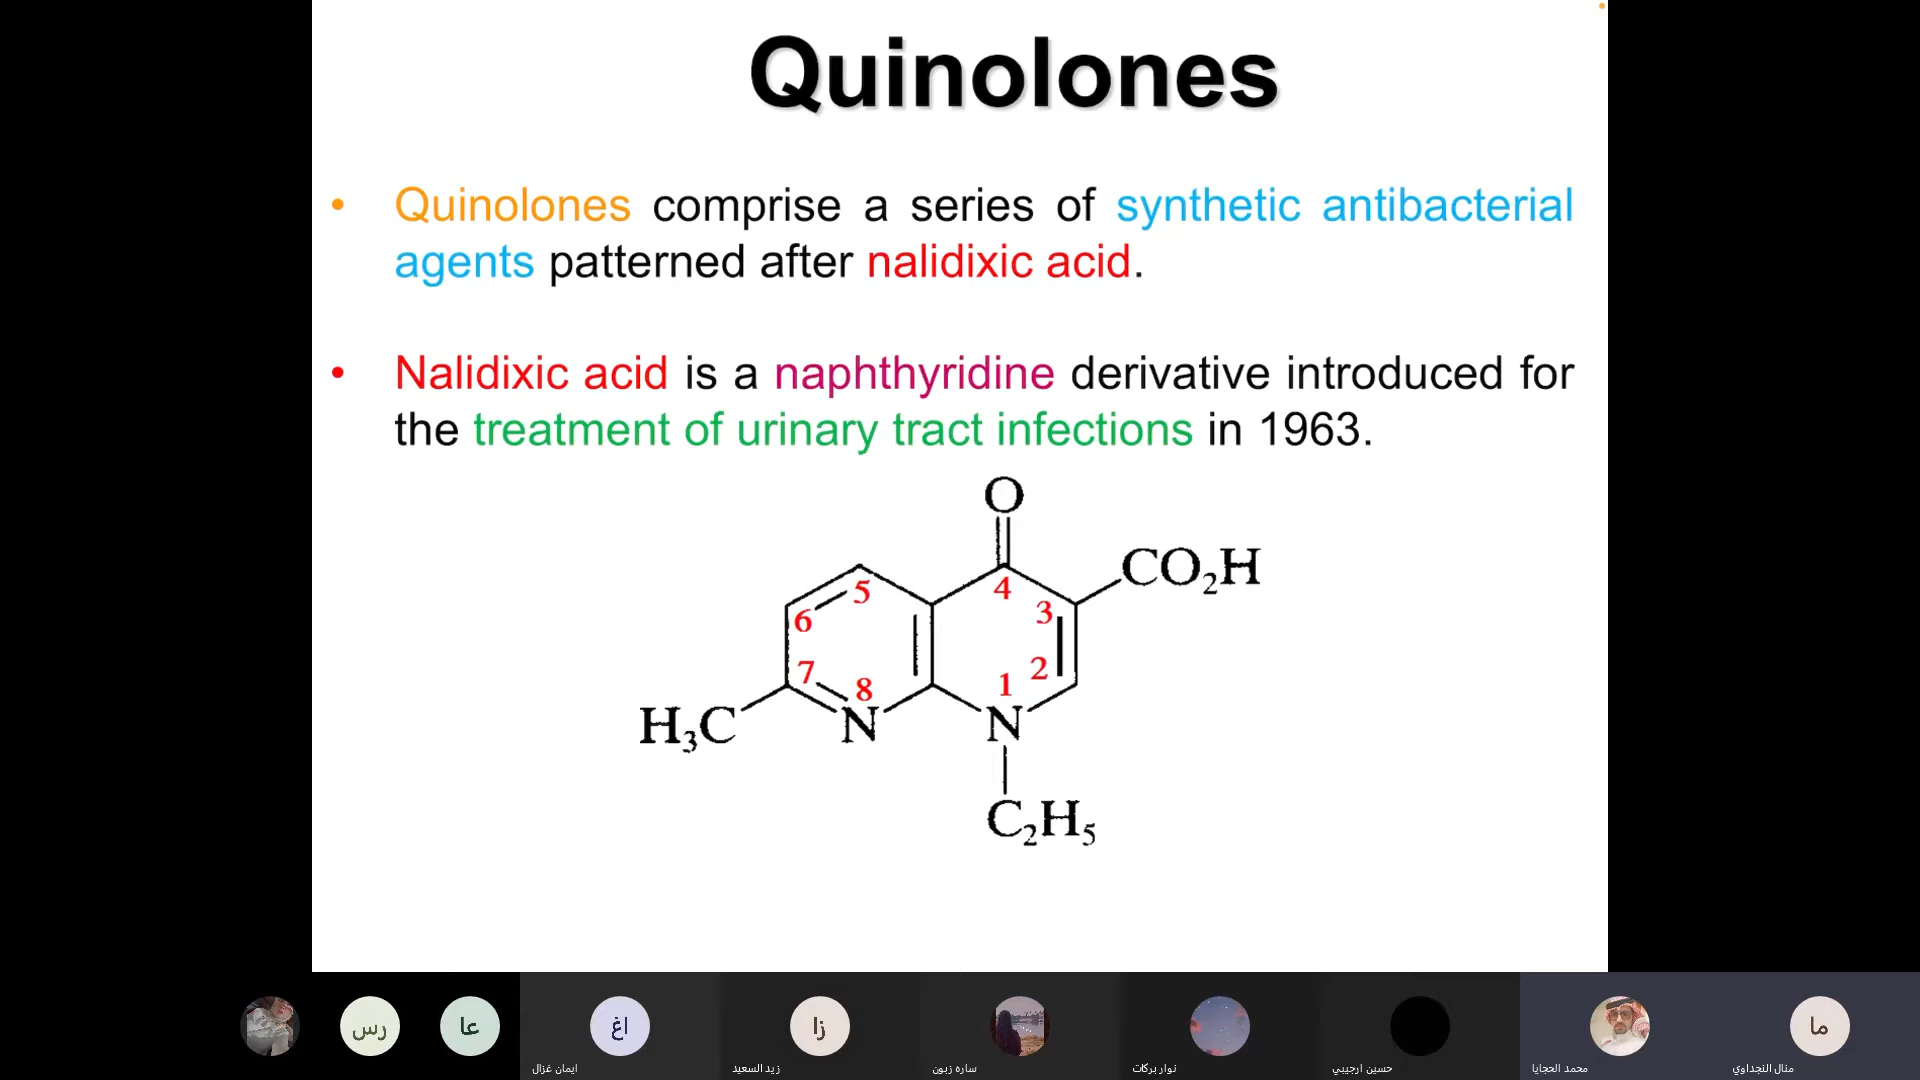 Quinolones
• Quinolones comprise a series of synthetic antibacterial
agents patterned after nalidixic acid.
• Nalidixic acid is a naphthyridine derivative introduced for
the treatment of urinary tract infections in 1963.
O
CO₂H
5
4
3
6
7
8
1
2
H₃C
N
N
C₂H₅
رس
عا
اغ
زا
ما
ايمان غزال
زيد السعيد
ساره زبون
نوار بركات
حسين ارجيبي
محمد الحجايا
منال النجداوي